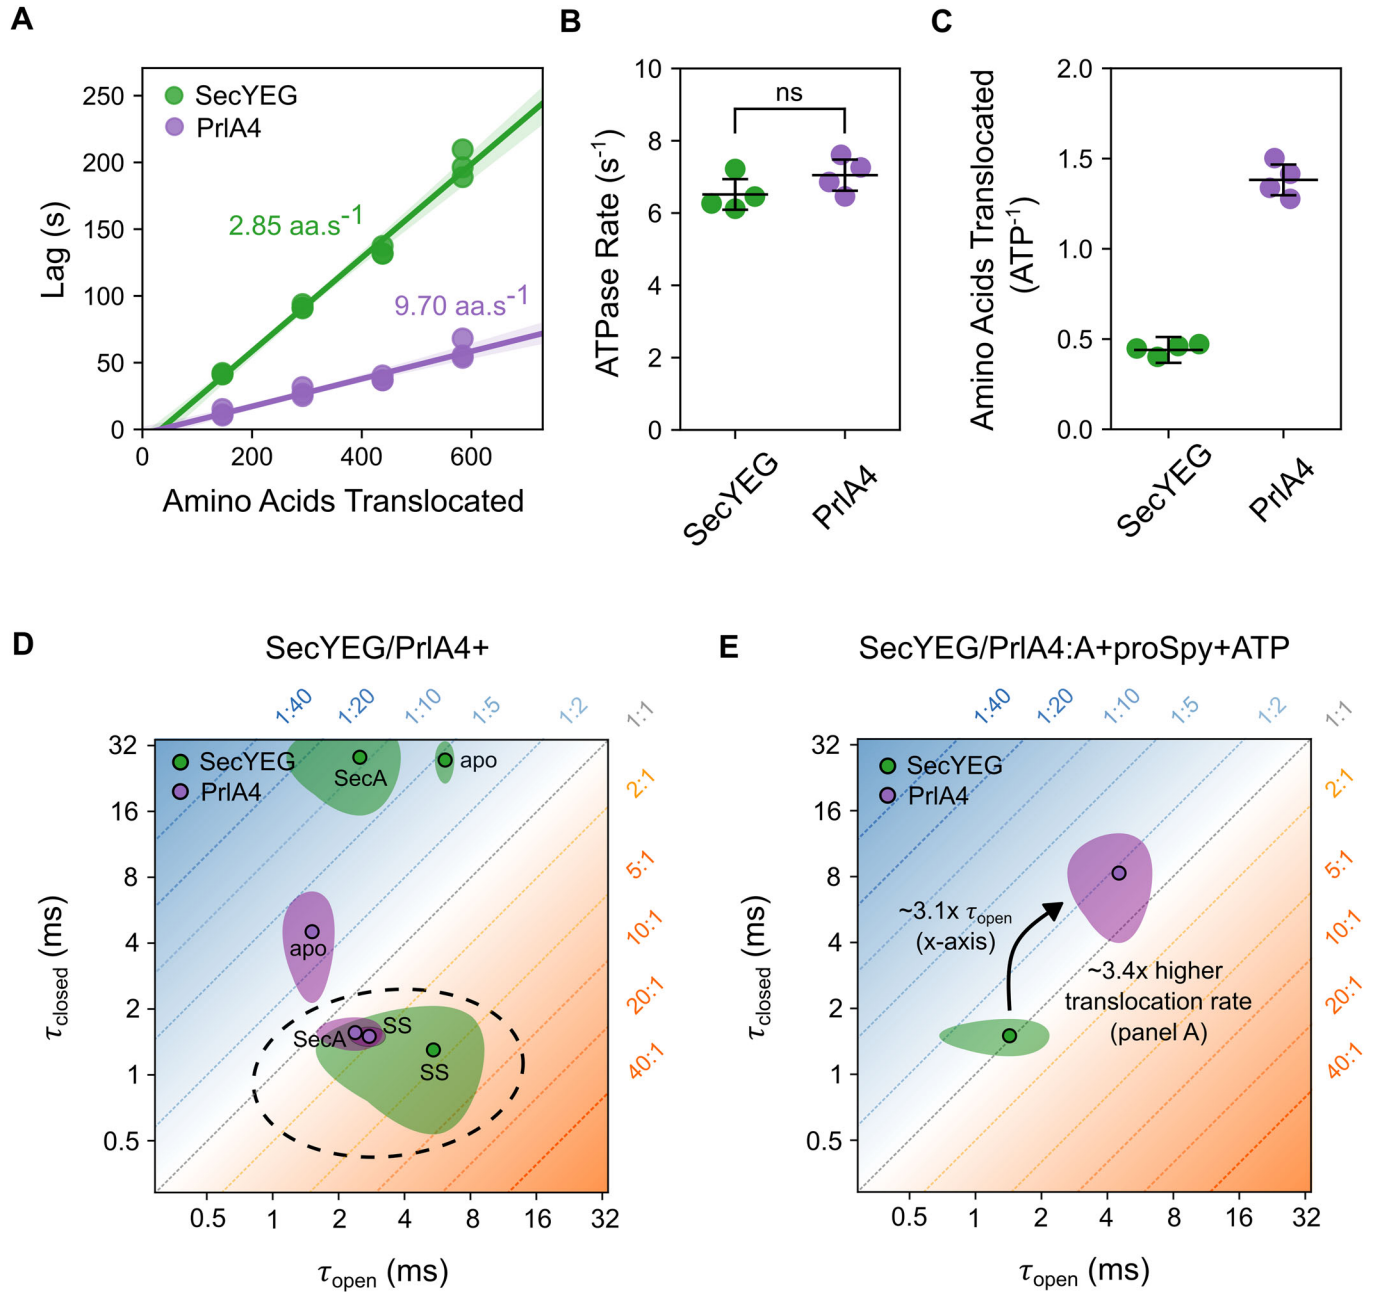 A
250
200
150
100
50
0
0
200
400
600
Lag (s)
Amino Acids Translocated
SecYEG
PrlA4
2.85 aa.s-1
9.70 aa.s-1
B
10
8
6
4
2
0
ATPase Rate (s-1)
ns
SecYEG
PrlA4
C
2.0
1.5
1.0
0.5
0.0
Amino Acids Translocated
(ATP-1)
SecYEG
PrlA4
D
SecYEG/PrlA4+
1:40
1:20
1:10
1:5
1:2
1:1
2:1
5:1
10:1
20:1
40:1
32
16
8
4
2
1
0.5
τclosed (ms)
SecYEG
PrlA4
SecA
apo
apo
SecA
SS
SS
0.5
1
2
4
8
16
32
τopen (ms)
E
SecYEG/PrlA4:A+proSpy+ATP
1:40
1:20
1:10
1:5
1:2
1:1
2:1
5:1
10:1
20:1
40:1
32
16
8
4
2
1
0.5
τclosed (ms)
SecYEG
PrlA4
~3.1x τopen
(x-axis)
~3.4x higher
translocation rate
(panel A)
0.5
1
2
4
8
16
32
τopen (ms)